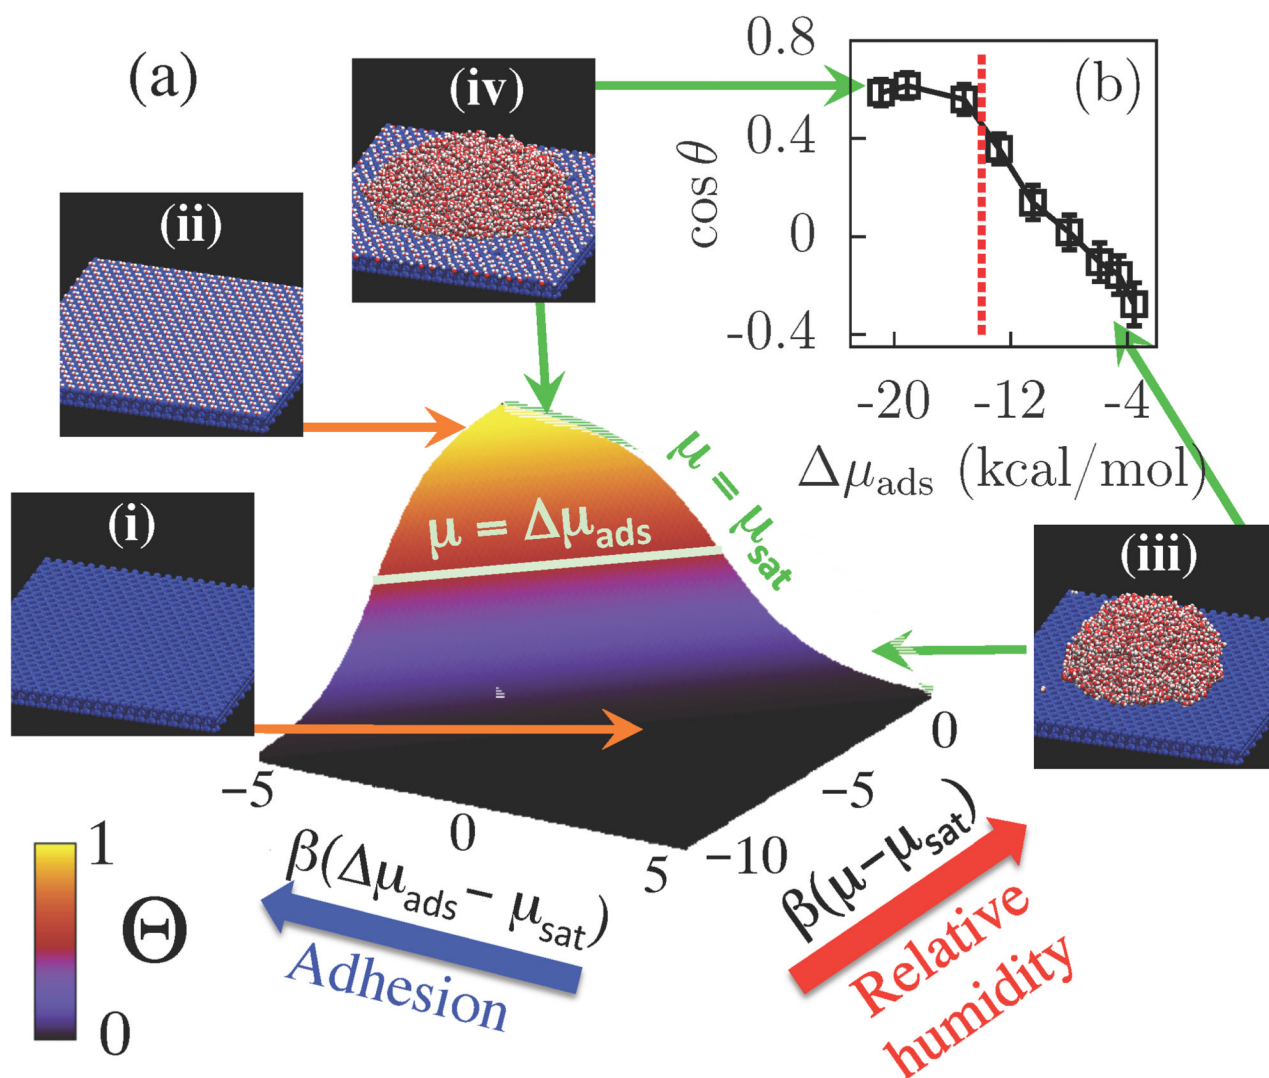 (a)
(iv)
(ii)
(i)
(iii)
(b)
0.8
0.4
0
-0.4
cos θ
-20
-12
-4
Δμads (kcal/mol)
μ = μsat
μ = Δμads
-5
0
5
β(Δμads − μsat)
Adhesion
-10
-5
0
β(μ−μsat)
Relative
humidity
1
Θ
0